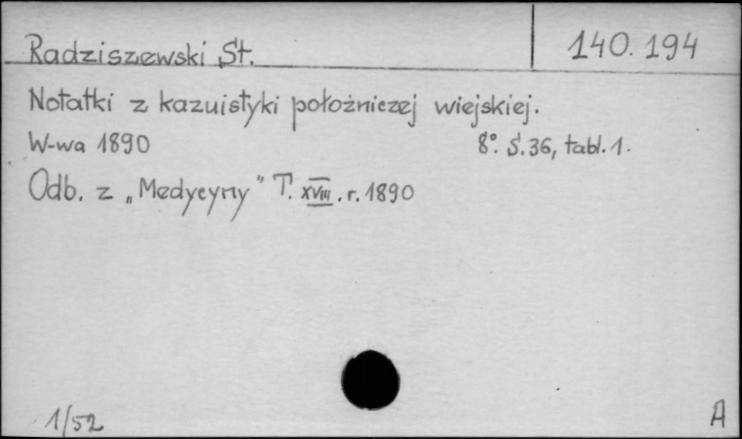 Radziszewski St. 140.194
Notatki z kazuistyki położniczej wiejskiej.
W-wa 1890 8°. S.36, tabl.1.
Odb. z „Medycyny" T. XVIII. r. 1890
1/52 A